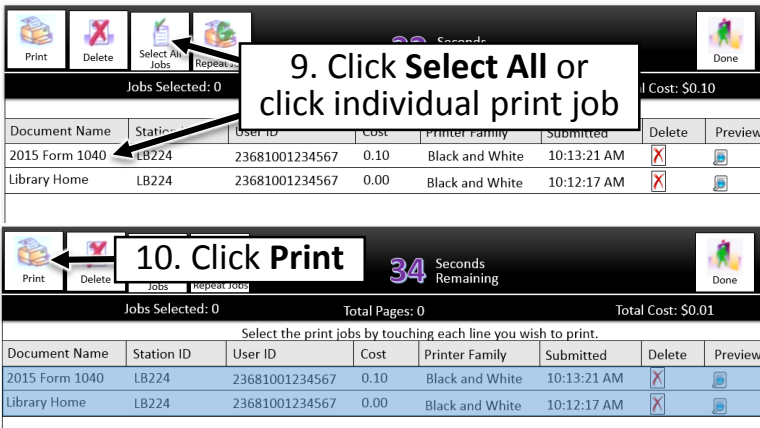 Print Delete Select All Jobs Repeat Seconds Done
9. Click Select All or
click individual print job
Jobs Selected: 0 Cost: $0.10
Document Name Station User ID Cost Printer Family Submitted Delete Preview
2015 Form 1040 LB224 23681001234567 0.10 Black and White 10:13:21 AM
Library Home LB224 23681001234567 0.00 Black and White 10:12:17 AM
10. Click Print
Print Delete Jobs Repeat Jobs 34 Seconds Remaining Done
Jobs Selected: 0 Total Pages: 0 Total Cost: $0.01
Select the print jobs by touching each line you wish to print.
Document Name Station ID User ID Cost Printer Family Submitted Delete Preview
2015 Form 1040 LB224 23681001234567 0.10 Black and White 10:13:21 AM
Library Home LB224 23681001234567 0.00 Black and White 10:12:17 AM